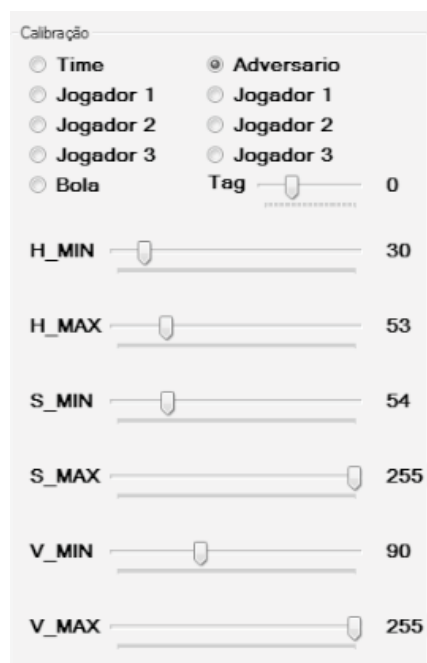 Calibração
Time Adversario
Jogador 1 Jogador 1
Jogador 2 Jogador 2
Jogador 3 Jogador 3
Bola Tag 0
H_MIN 30
H_MAX 53
S_MIN 54
S_MAX 255
V_MIN 90
V_MAX 255